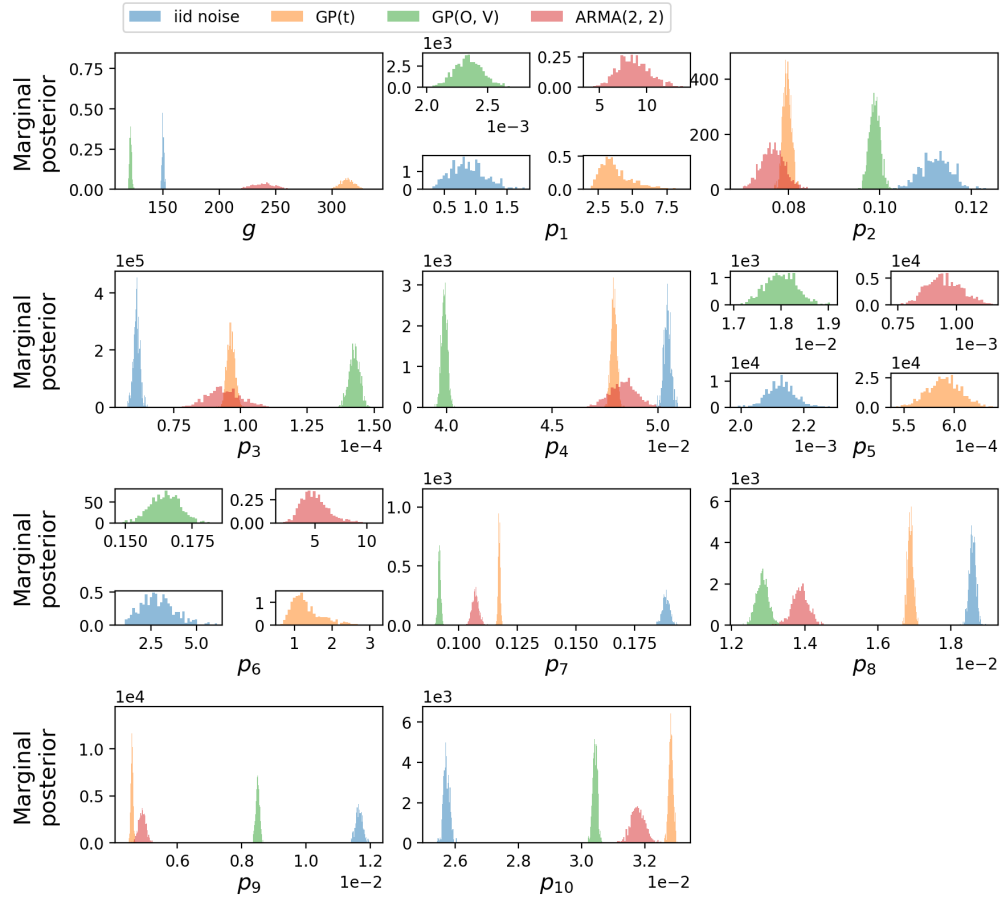 iid noise GP(t) GP(O, V) ARMA(2, 2)
Marginal posterior
0.75
0.50
0.25
0.00
150 200 250 300
g
1e3
2.5
0.0
2.0 2.5
1e−3
0.25
0.00
5 10
1
0
0.5 1.0 1.5
0.5
0.0
2.5 5.0 7.5
p1
400
200
0
0.08 0.10 0.12
p2
Marginal posterior
1e5
4
2
0
0.75 1.00 1.25 1.50
1e−4
p3
1e3
3
2
1
0
4.0 4.5 5.0
1e−2
p4
1e3
1
0
1.7 1.8 1.9
1e−2
1e4
0.5
0.0
0.75 1.00
1e−3
1e4
1
0
2.0 2.2
1e−3
1e4
2.5
0.0
5.5 6.0
1e−4
p5
Marginal posterior
50
0
0.150 0.175
0.25
0.00
5 10
0.5
0.0
2.5 5.0
1
0
1 2 3
p6
1e3
1.0
0.5
0.0
0.100 0.125 0.150 0.175
p7
1e3
6
4
2
0
1.2 1.4 1.6 1.8
1e−2
p8
Marginal posterior
1e4
1.0
0.5
0.0
0.6 0.8 1.0 1.2
1e−2
p9
1e3
6
4
2
0
2.6 2.8 3.0 3.2
1e−2
p10